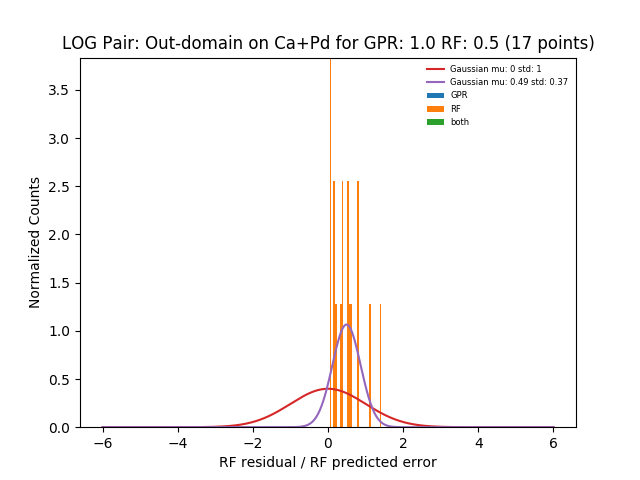 LOG Pair: Out-domain on Ca+Pd for GPR: 1.0 RF: 0.5 (17 points)
Gaussian mu: 0 std: 1
Gaussian mu: 0.49 std: 0.37
GPR
RF
both
Normalized Counts
3.5
3.0
2.5
2.0
1.5
1.0
0.5
0.0
−6 −4 −2 0 2 4 6
RF residual / RF predicted error